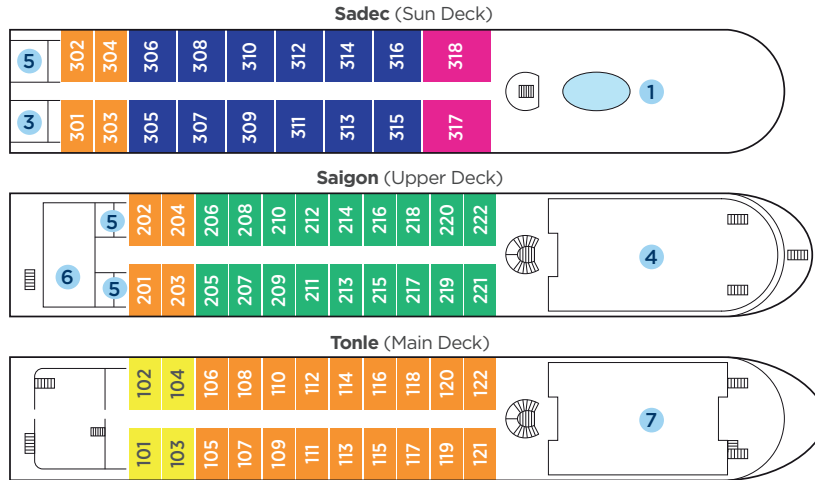 Sadec (Sun Deck)
5 302 304 306 308 310 312 314 316 318
1
3 301 303 305 307 309 311 313 315 317
Saigon (Upper Deck)
5 202 204 206 208 210 212 214 216 218 220 222
6 4
5 201 203 205 207 209 211 213 215 217 219 221
Tonle (Main Deck)
102 104 106 108 110 112 114 116 118 120 122
7
101 103 105 107 109 111 113 115 117 119 121